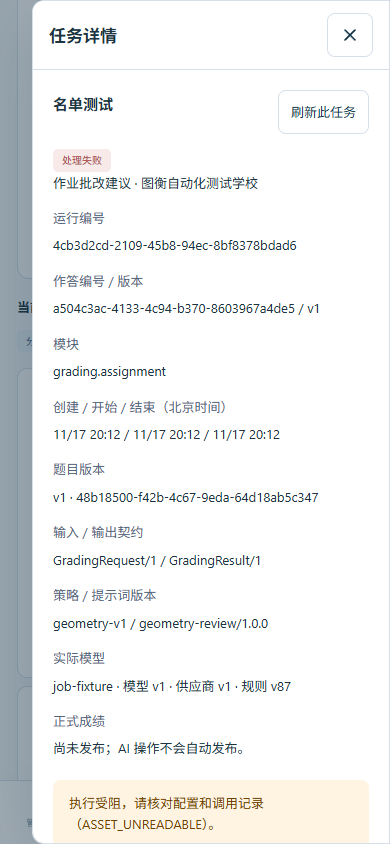 任务详情
名单测试
刷新此任务
处理失败
作业批改建议 · 图衡自动化测试学校
运行编号
4cb3d2cd-2109-45b8-94ec-8bf8378bdad6
作答编号 / 版本
a504c3ac-4133-4c94-b370-8603967a4de5 / v1
模块
grading.assignment
创建 / 开始 / 结束（北京时间）
11/17 20:12 / 11/17 20:12 / 11/17 20:12
题目版本
v1 · 48b18500-f42b-4c67-9eda-64d18ab5c347
输入 / 输出契约
GradingRequest/1 / GradingResult/1
策略 / 提示词版本
geometry-v1 / geometry-review/1.0.0
实际模型
job-fixture · 模型 v1 · 供应商 v1 · 规则 v87
正式成绩
尚未发布；AI 操作不会自动发布。
执行受阻，请核对配置和调用记录
（ASSET_UNREADABLE）。